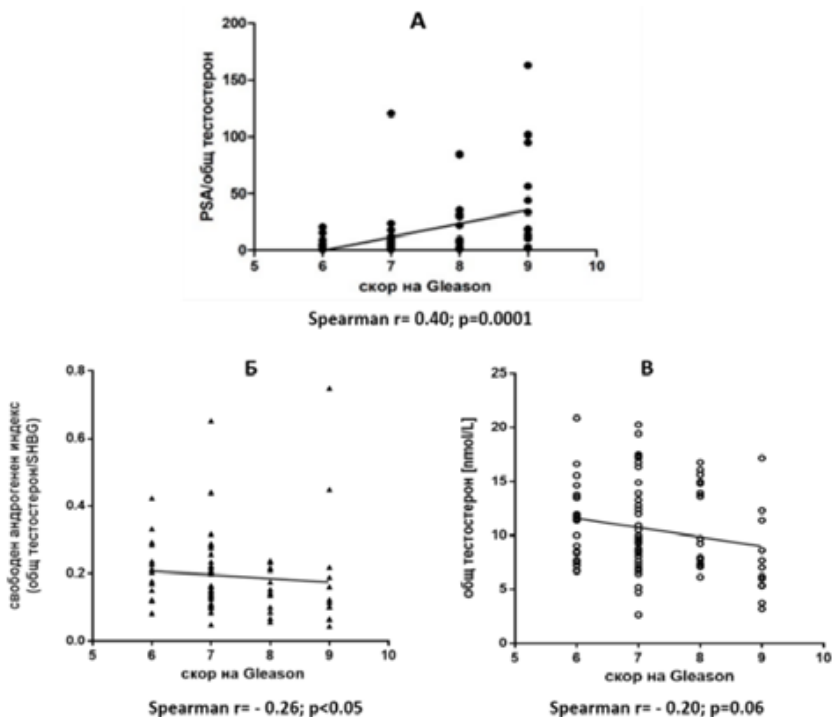 А
200
150
100
50
0
PSA/общ тестостерон
5 6 7 8 9 10
скор на Gleason
Spearman r= 0.40; p=0.0001
Б
0.8
0.6
0.4
0.2
0.0
свободен андрогенен индекс
(общ тестостерон/SHBG)
5 6 7 8 9 10
скор на Gleason
Spearman r= - 0.26; p<0.05
В
25
20
15
10
5
0
общ тестостерон [nmol/L]
5 6 7 8 9 10
скор на Gleason
Spearman r= - 0.20; p=0.06